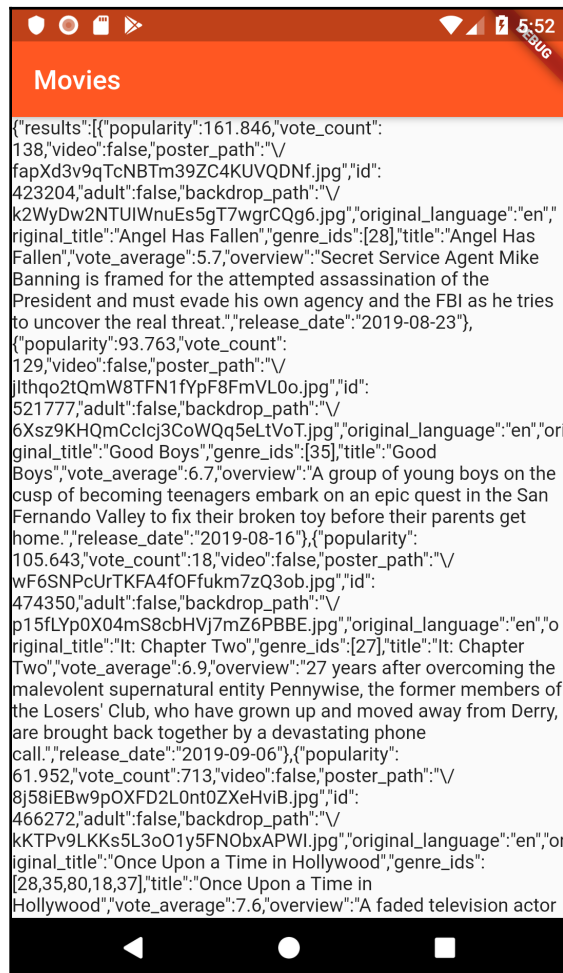 5:52
DEBUG
Movies
{"results":[{"popularity":161.846,"vote_count":
138,"video":false,"poster_path":"\/
fapXd3v9qTcNBTm39ZC4KUVQDNf.jpg","id":
423204,"adult":false,"backdrop_path":"\/
k2WyDw2NTUIWnuEs5gT7wgrCQg6.jpg","original_language":"en","
riginal_title":"Angel Has Fallen","genre_ids":[28],"title":"Angel Has
Fallen","vote_average":5.7,"overview":"Secret Service Agent Mike
Banning is framed for the attempted assassination of the
President and must evade his own agency and the FBI as he tries
to uncover the real threat.","release_date":"2019-08-23"},
{"popularity":93.763,"vote_count":
129,"video":false,"poster_path":"\/
jIthqo2tQmW8TFN1fYpF8FmVL0o.jpg","id":
521777,"adult":false,"backdrop_path":"\/
6Xsz9KHQmCcIcj3CoWQq5eLtVoT.jpg","original_language":"en","ori
ginal_title":"Good Boys","genre_ids":[35],"title":"Good
Boys","vote_average":6.7,"overview":"A group of young boys on the
cusp of becoming teenagers embark on an epic quest in the San
Fernando Valley to fix their broken toy before their parents get
home.","release_date":"2019-08-16"},{"popularity":
105.643,"vote_count":18,"video":false,"poster_path":"\/
wF6SNPcUrTKFA4fOFfukm7zQ3ob.jpg","id":
474350,"adult":false,"backdrop_path":"\/
p15fLYp0X04mS8cbHVj7mZ6PBBE.jpg","original_language":"en","o
riginal_title":"It: Chapter Two","genre_ids":[27],"title":"It: Chapter
Two","vote_average":6.9,"overview":"27 years after overcoming the
malevolent supernatural entity Pennywise, the former members of
the Losers' Club, who have grown up and moved away from Derry,
are brought back together by a devastating phone
call.","release_date":"2019-09-06"},{"popularity":
61.952,"vote_count":713,"video":false,"poster_path":"\/
8j58iEBw9pOXFD2L0nt0ZXeHviB.jpg","id":
466272,"adult":false,"backdrop_path":"\/
kKTPv9LKKs5L3oO1y5FNObxAPWI.jpg","original_language":"en","or
iginal_title":"Once Upon a Time in Hollywood","genre_ids":
[28,35,80,18,37],"title":"Once Upon a Time in
Hollywood","vote_average":7.6,"overview":"A faded television actor